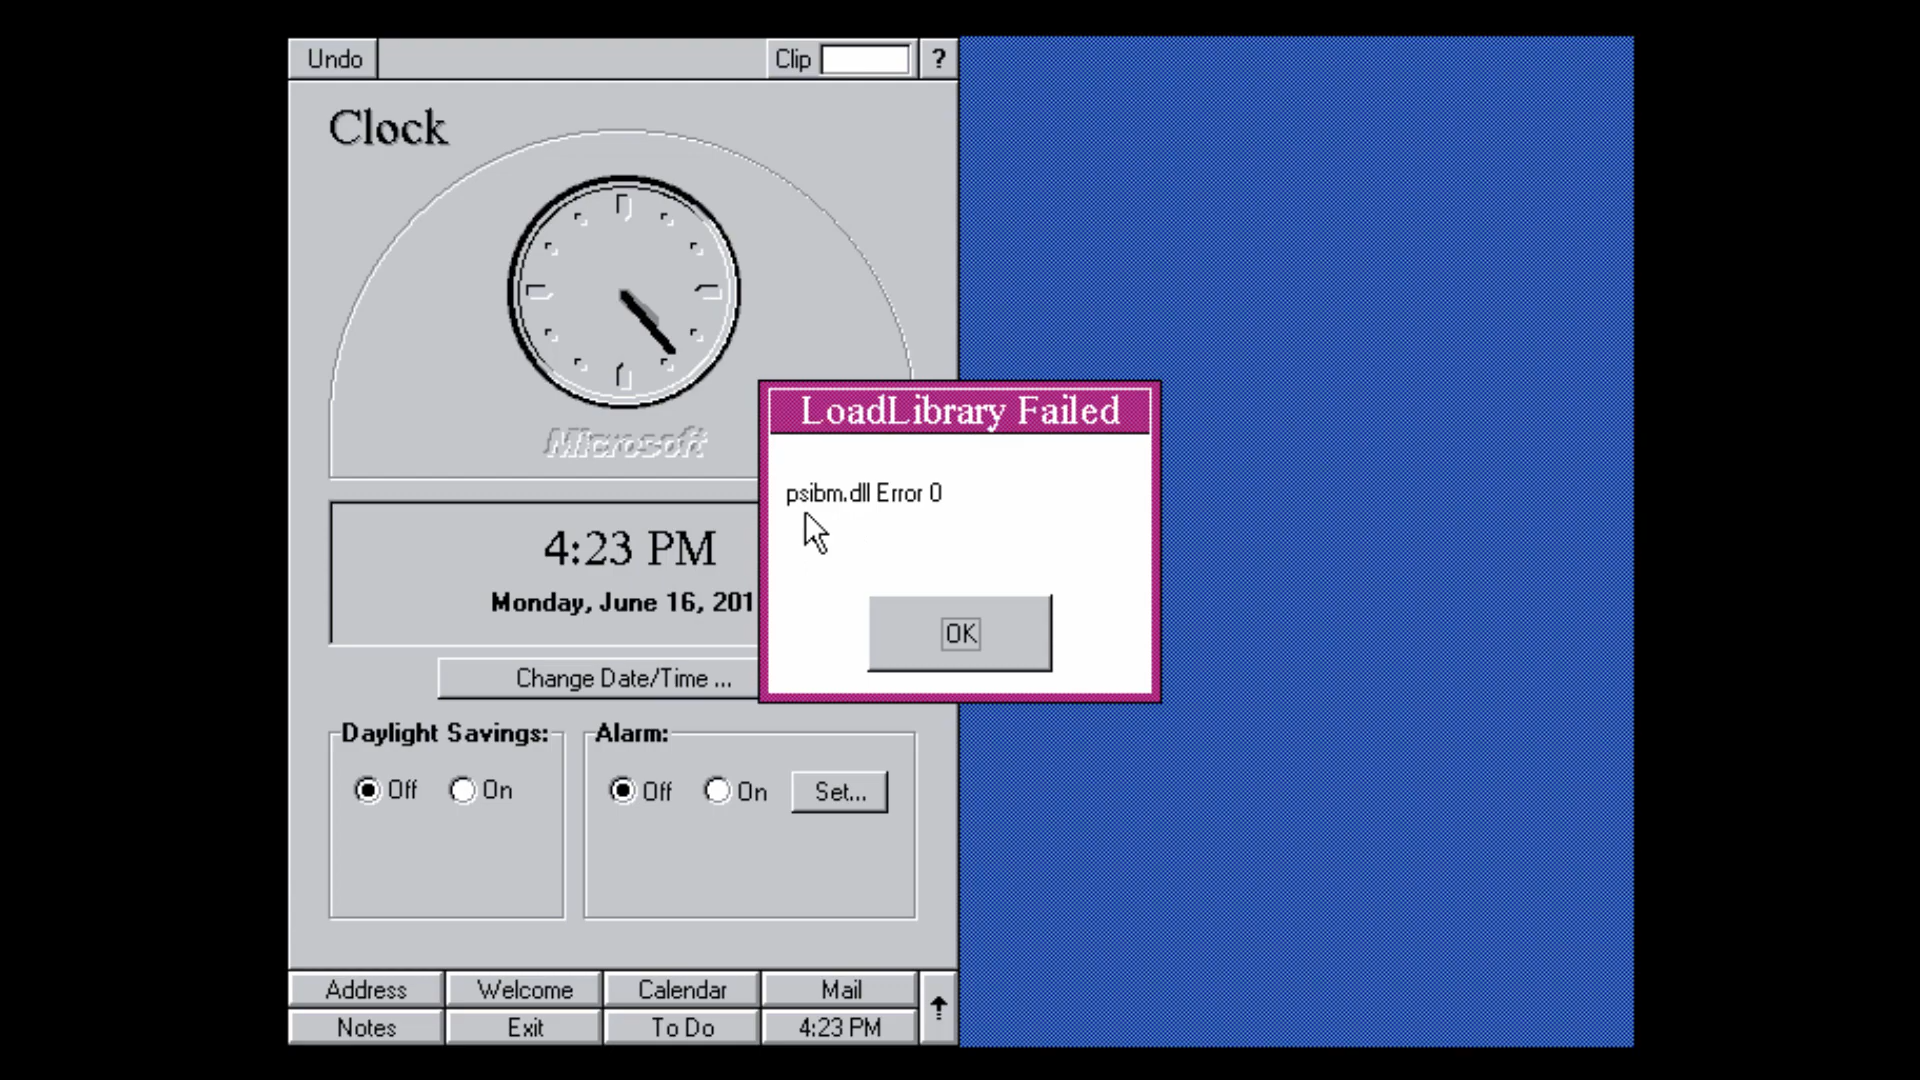 Undo
Clip
?
Clock
Microsoft
LoadLibrary Failed
psibm.dll Error 0
OK
4:23 PM
Monday, June 16, 201
Change Date/Time ...
Daylight Savings:
Off On
Alarm:
Off On Set...
Address Welcome Calendar Mail
Notes Exit To Do 4:23 PM